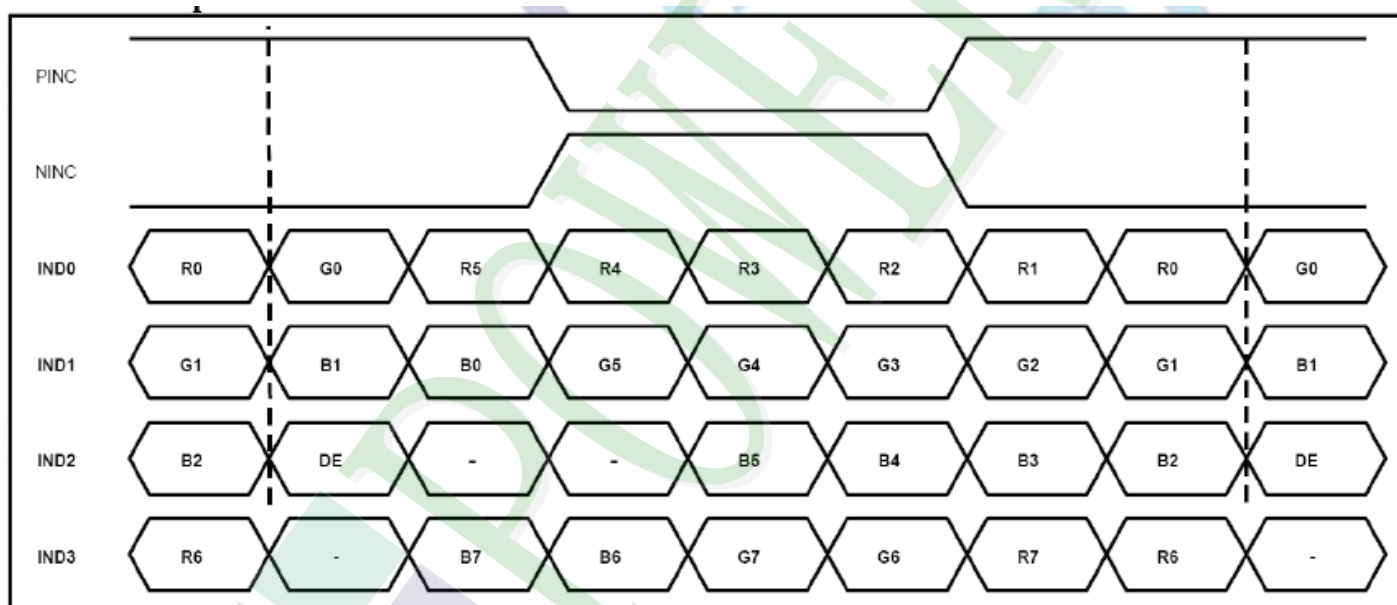 PINC
NINC
IND0 R0 G0 R5 R4 R3 R2 R1 R0 G0
IND1 G1 B1 B0 G5 G4 G3 G2 G1 B1
IND2 B2 DE - - B5 B4 B3 B2 DE
IND3 R6 - B7 B6 G7 G6 R7 R6 -